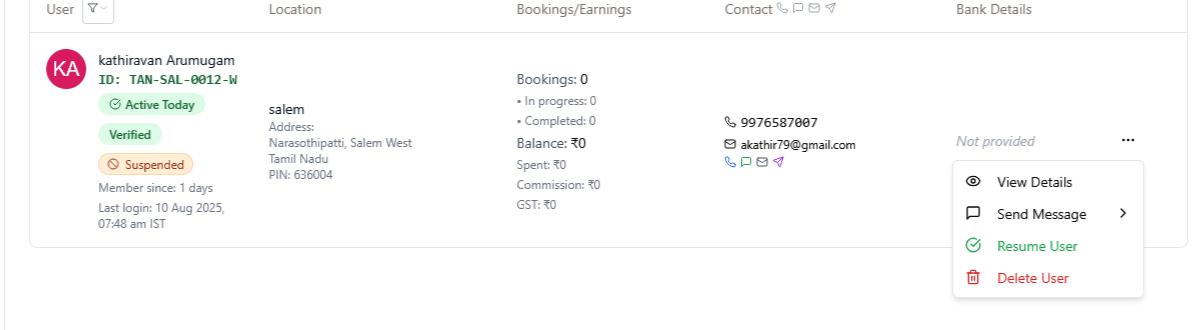 User
Location
Bookings/Earnings
Contact
Bank Details
KA
kathiravan Arumugam
ID: TAN-SAL-0012-W
Active Today
Verified
Suspended
Member since: 1 days
Last login: 10 Aug 2025,
07:48 am IST
salem
Address:
Narasothipatti, Salem West
Tamil Nadu
PIN: 636004
Bookings: 0
• In progress: 0
• Completed: 0
Balance: ₹0
Spent: ₹0
Commission: ₹0
GST: ₹0
9976587007
akathir79@gmail.com
Not provided
View Details
Send Message
Resume User
Delete User